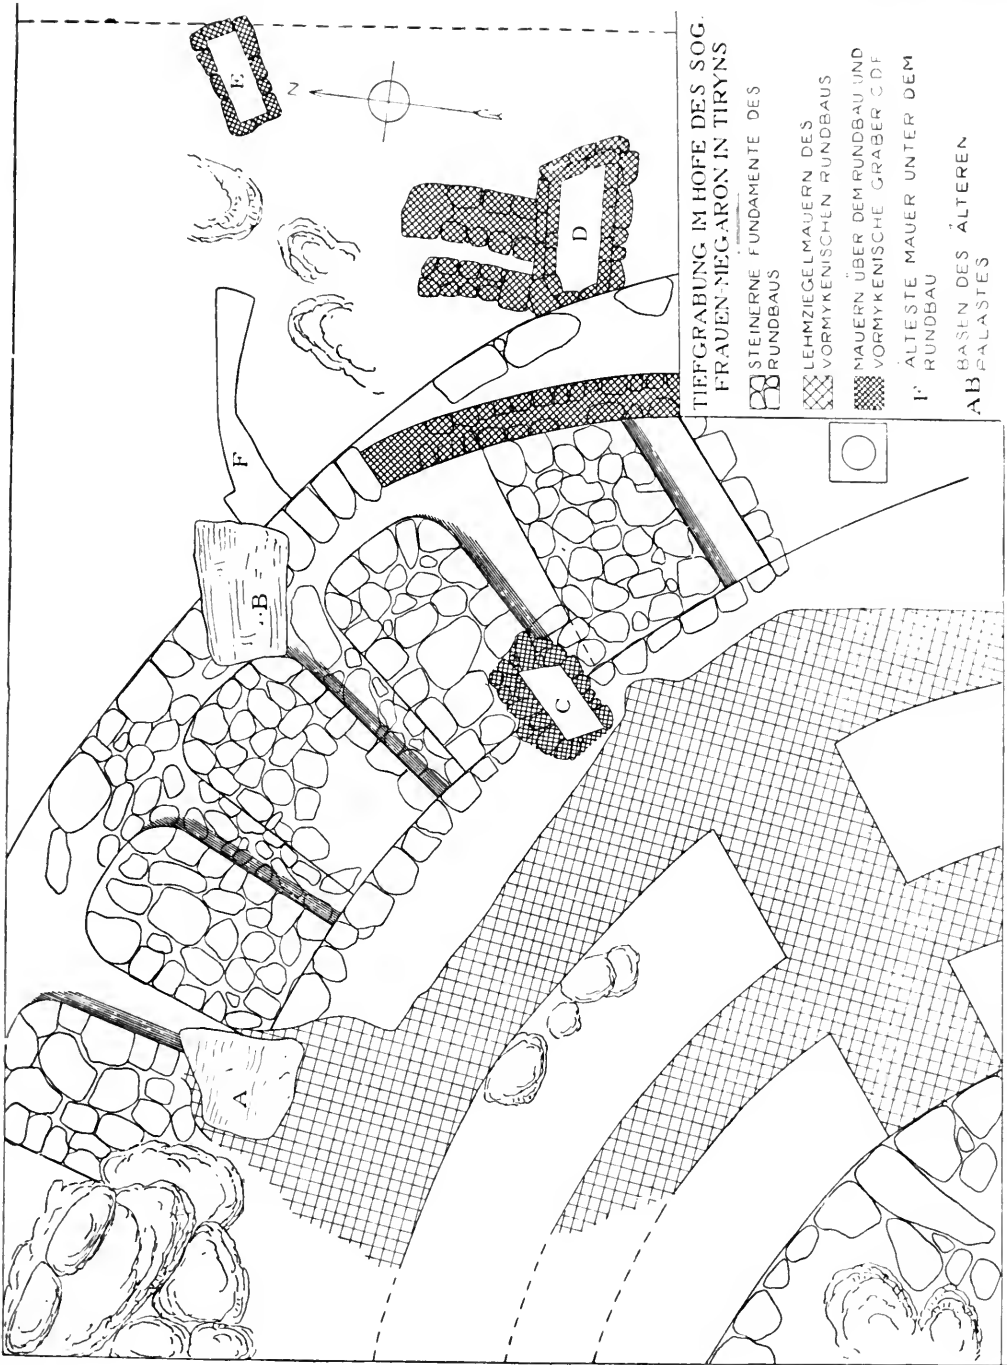 TIEFGRABUNG IM HOFE DES SOG.
FRAUEN-MEGARON IN TIRYNS
STEINERNE FUNDAMENTE DES
RUNDBAUS
LEHMZIEGELMAUERN DES
VORMYKENISCHEN RUNDBAUS
MAUERN ÜBER DEM RUNDBAU UND
VORMYKENISCHE GRÄBER CDE
F ÄLTESTE MAUER UNTER DEM
RUNDBAU
AB BASEN DES ÄLTEREN
PALASTES
E
N
D
F
B
C
A